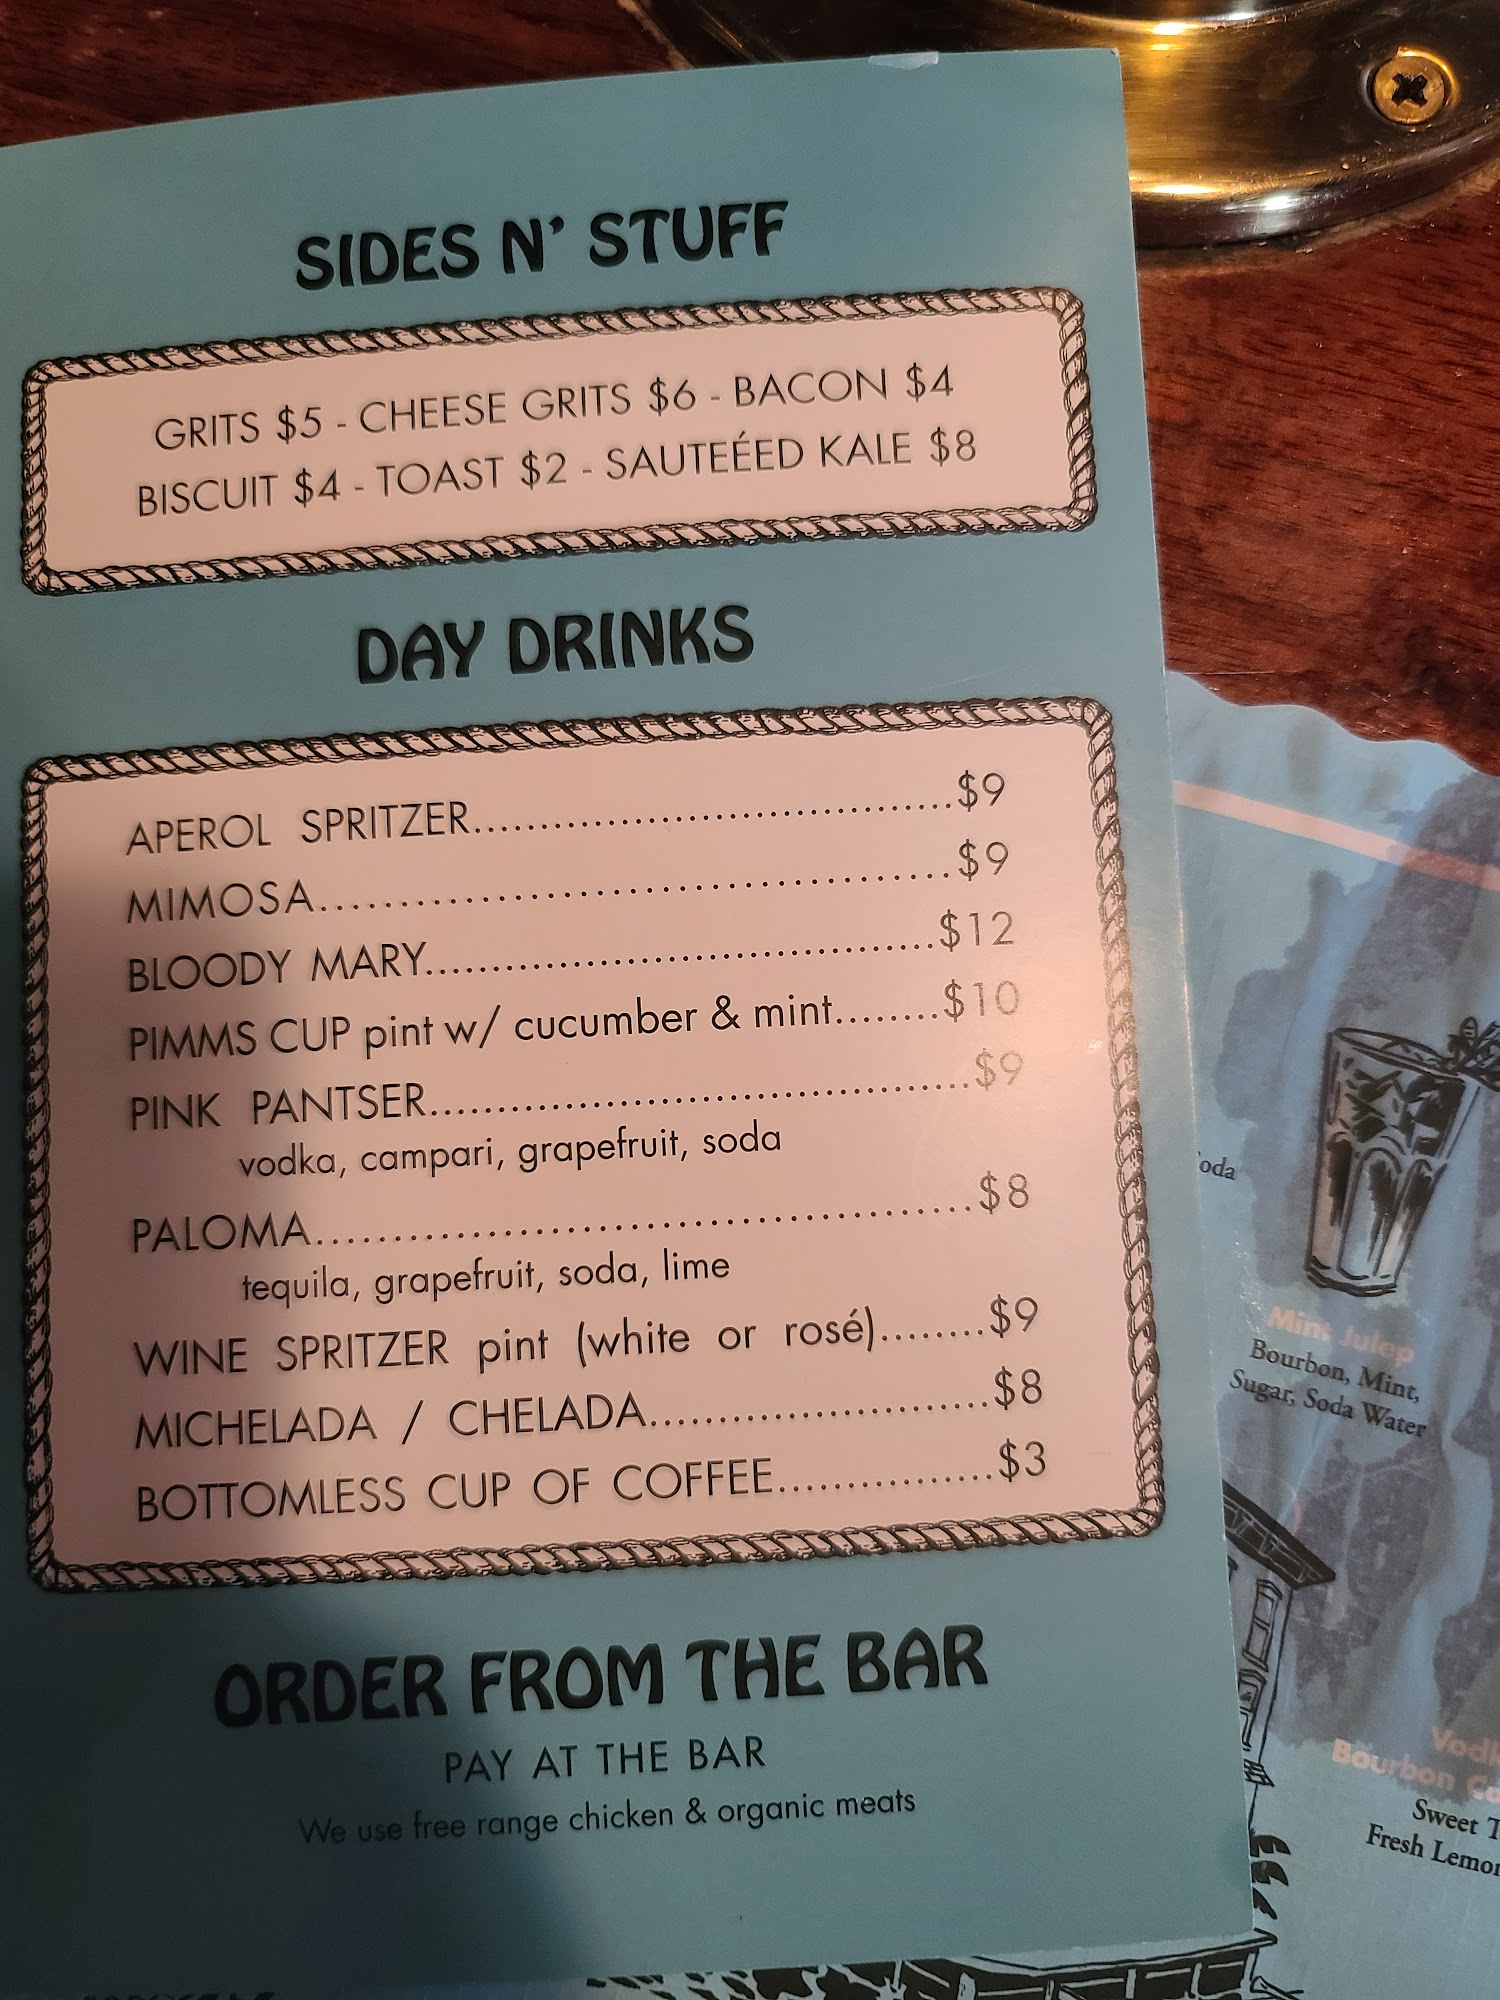 SIDES N' STUFF
GRITS $5 - CHEESE GRITS $6 - BACON $4
BISCUIT $4 - TOAST $2 - SAUTEÉED KALE $8
DAY DRINKS
APEROL SPRITZER..................................$9
MIMOSA..........................................$9
BLOODY MARY.....................................$12
PIMMS CUP pint w/ cucumber & mint........$10
PINK PANTSER.....................................$9
vodka, campari, grapefruit, soda
PALOMA..........................................$8
tequila, grapefruit, soda, lime
WINE SPRITZER pint (white or rosé)........$9
MICHELADA / CHELADA..........................$8
BOTTOMLESS CUP OF COFFEE.................$3
ORDER FROM THE BAR
PAY AT THE BAR
We use free range chicken & organic meats
Mint Julep
Bourbon, Mint,
Sugar, Soda Water
Bourbon
Sweet
Fresh